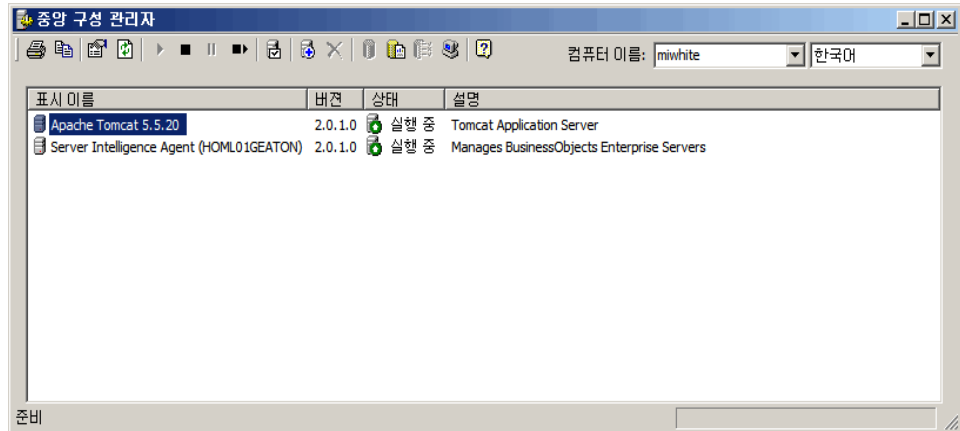 중앙 구성 관리자
컴퓨터 이름: miwhite 한국어
표시 이름 버전 상태 설명
Apache Tomcat 5.5.20 2.0.1.0 실행 중 Tomcat Application Server
Server Intelligence Agent (HOML01GEATON) 2.0.1.0 실행 중 Manages BusinessObjects Enterprise Servers
준비